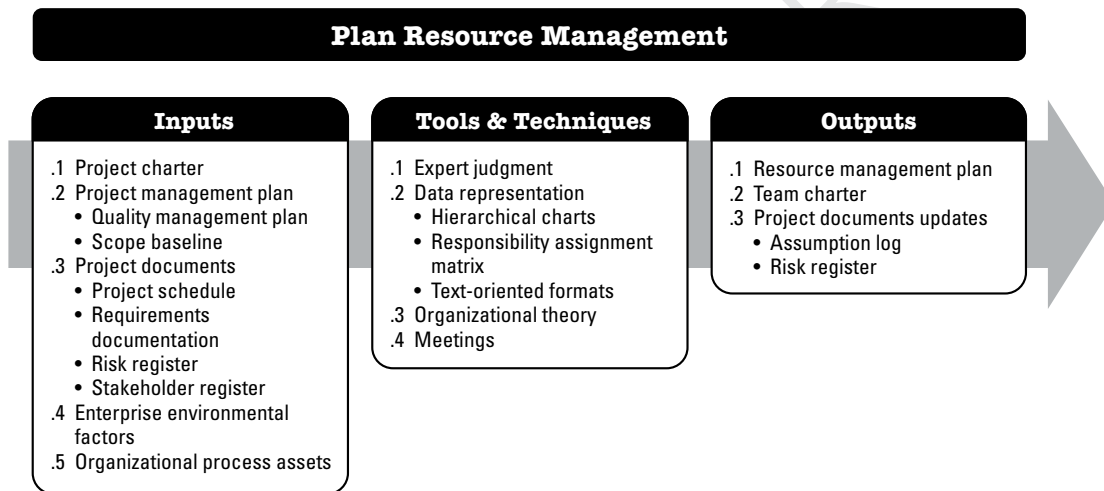 Plan Resource Management
Inputs
.1 Project charter
.2 Project management plan
• Quality management plan
• Scope baseline
.3 Project documents
• Project schedule
• Requirements
documentation
• Risk register
• Stakeholder register
.4 Enterprise environmental
factors
.5 Organizational process assets
Tools & Techniques
.1 Expert judgment
.2 Data representation
• Hierarchical charts
• Responsibility assignment
matrix
• Text-oriented formats
.3 Organizational theory
.4 Meetings
Outputs
.1 Resource management plan
.2 Team charter
.3 Project documents updates
• Assumption log
• Risk register